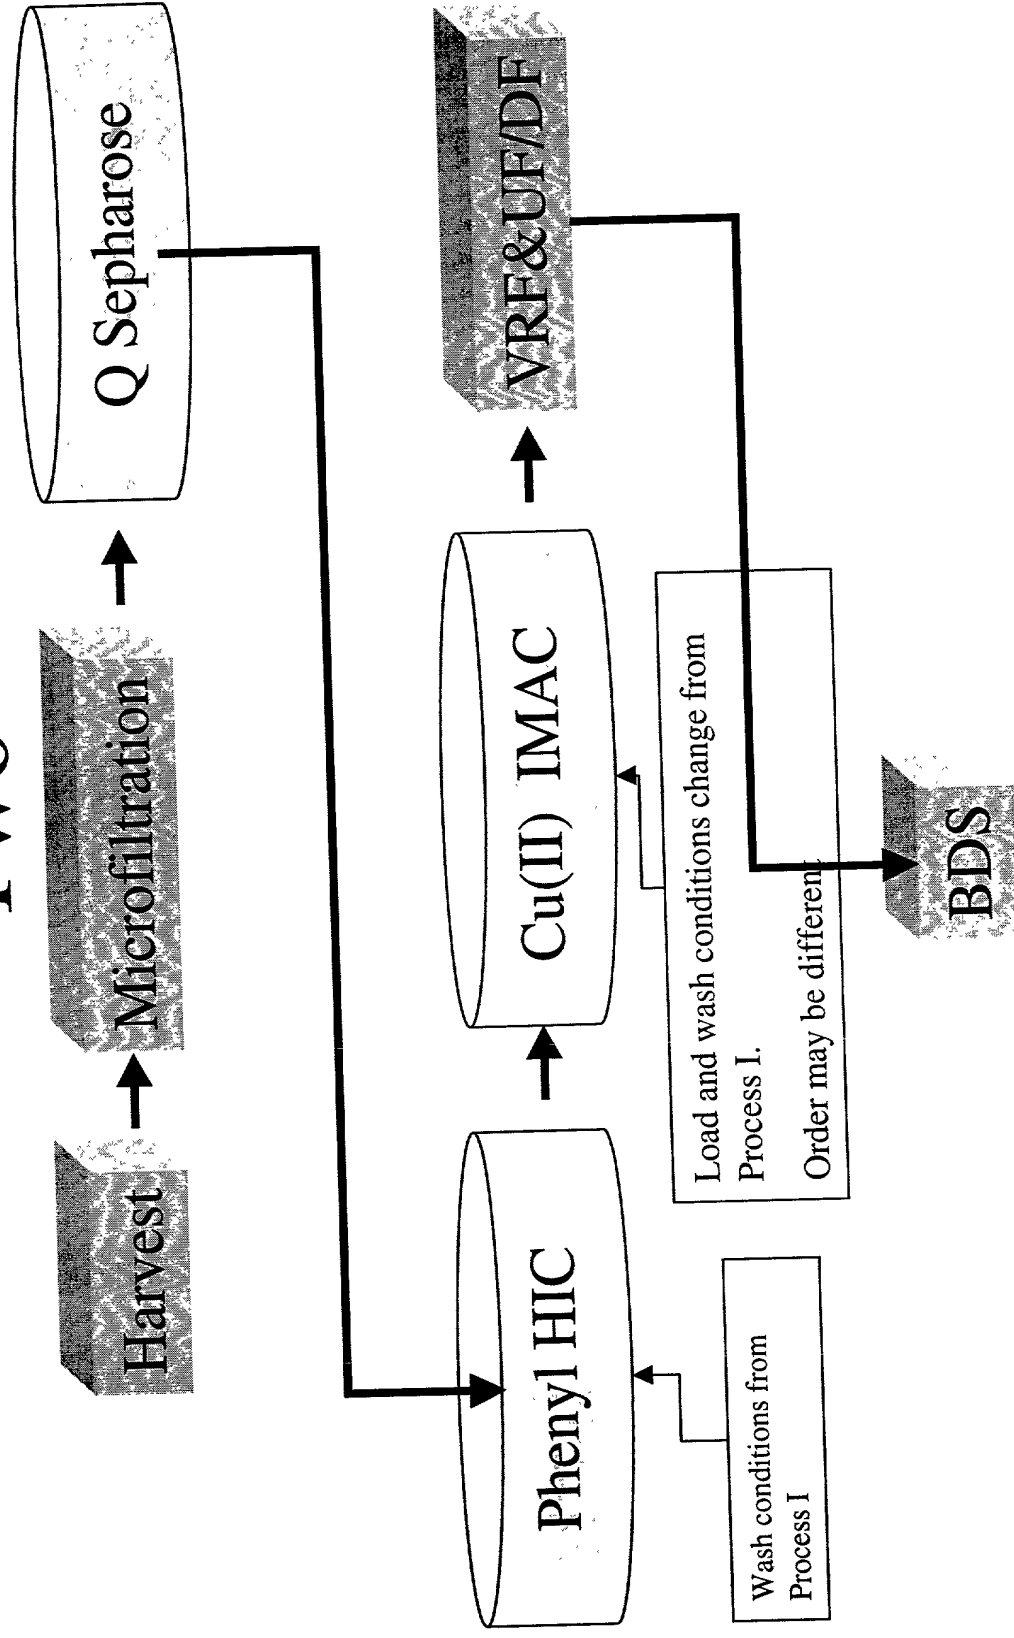 Harvest
Microfiltration
Q Sepharose
Phenyl HIC
Cu(II) IMAC
VRF&UF/DF
Wash conditions from
Process I
Load and wash conditions change from
Process I.
Order may be different
BDS